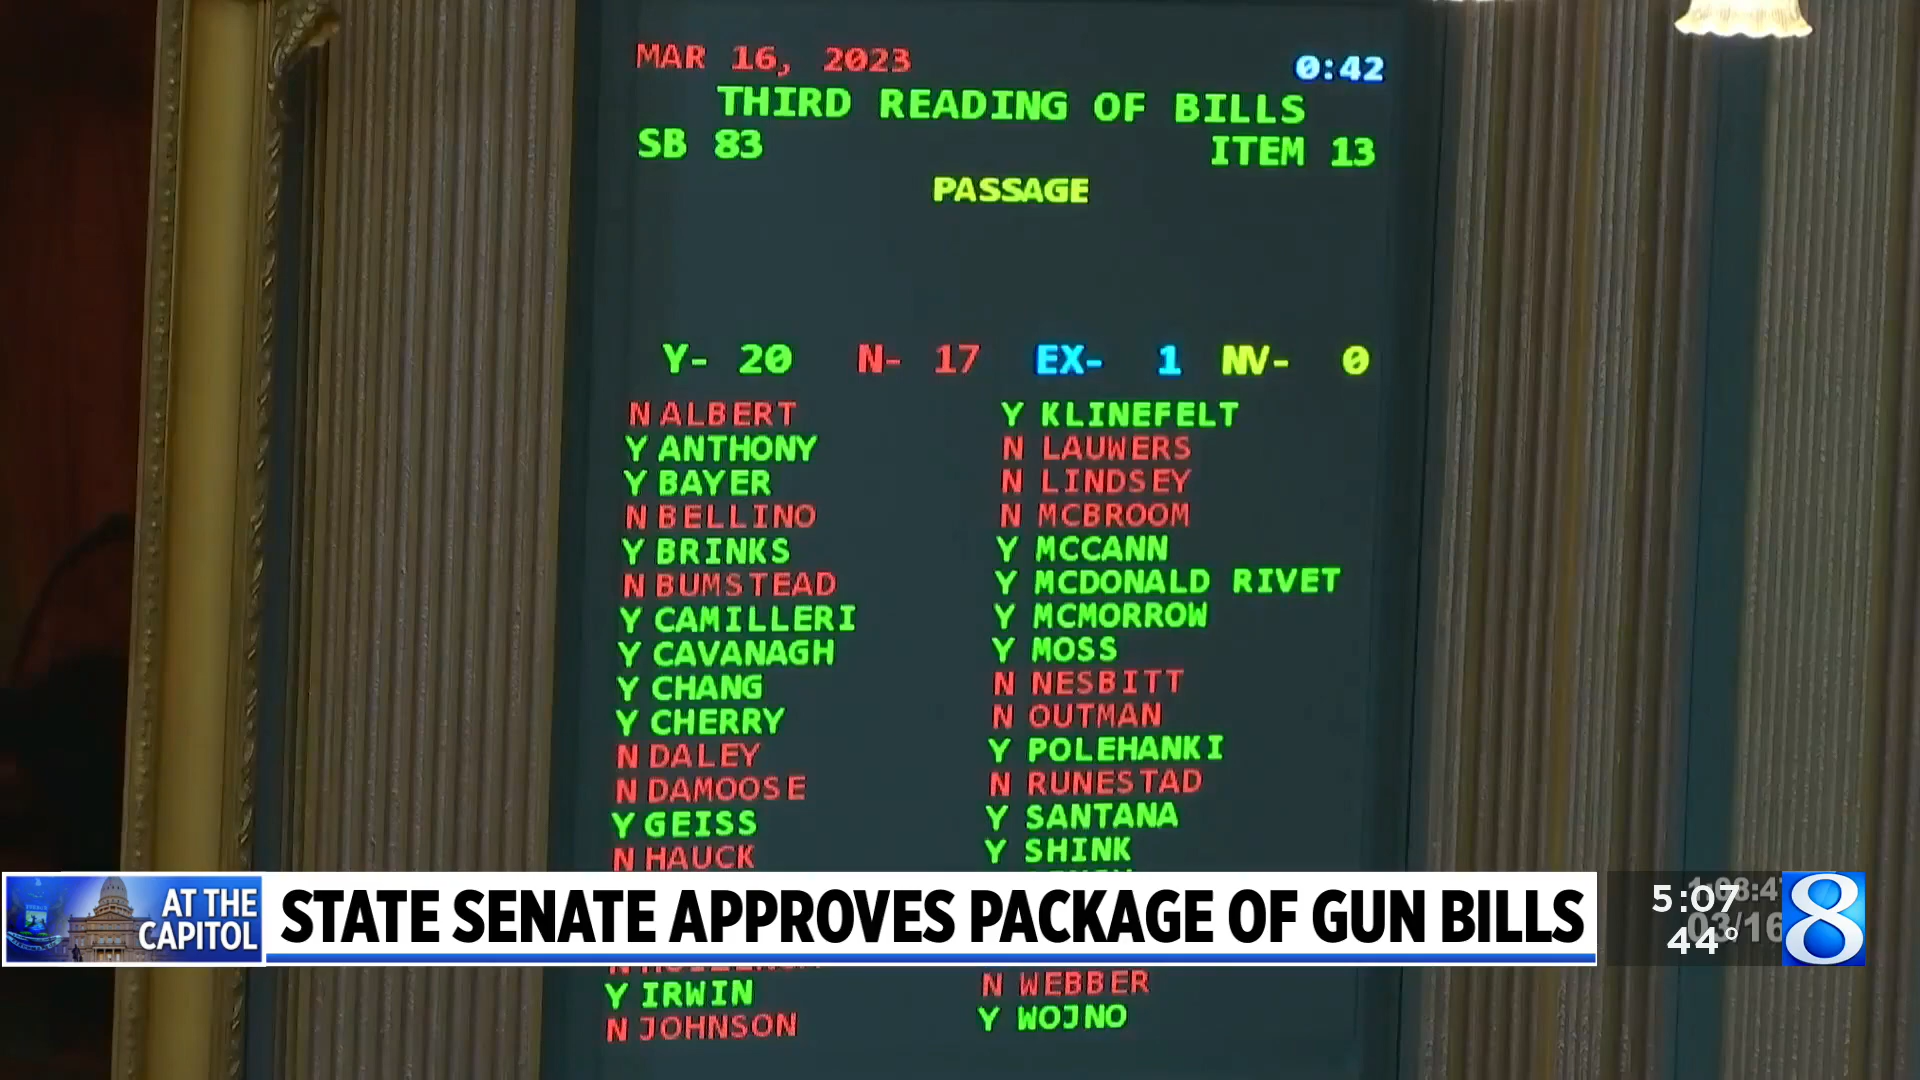 MAR 16, 2023 0:42
THIRD READING OF BILLS
SB 83 ITEM 13
PASSAGE
Y- 20 N- 17 EX- 1 NV- 0
N ALBERT
Y ANTHONY
Y BAYER
N BELLINO
Y BRINKS
N BUMSTEAD
Y CAMILLERI
Y CAVANAGH
Y CHANG
Y CHERRY
N DALEY
N DAMOOSE
Y GEISS
N HAUCK
Y IRWIN
N JOHNSON
Y KLINEFELT
N LAUWERS
N LINDSEY
N MCBROOM
Y MCCANN
Y MCDONALD RIVET
Y MCMORROW
Y MOSS
N NESBITT
N OUTMAN
Y POLEHANKI
N RUNESTAD
Y SANTANA
Y SHINK
N WEBBER
Y WOJNO
AT THE
CAPITOL
STATE SENATE APPROVES PACKAGE OF GUN BILLS
5:07
44°
03/16
8